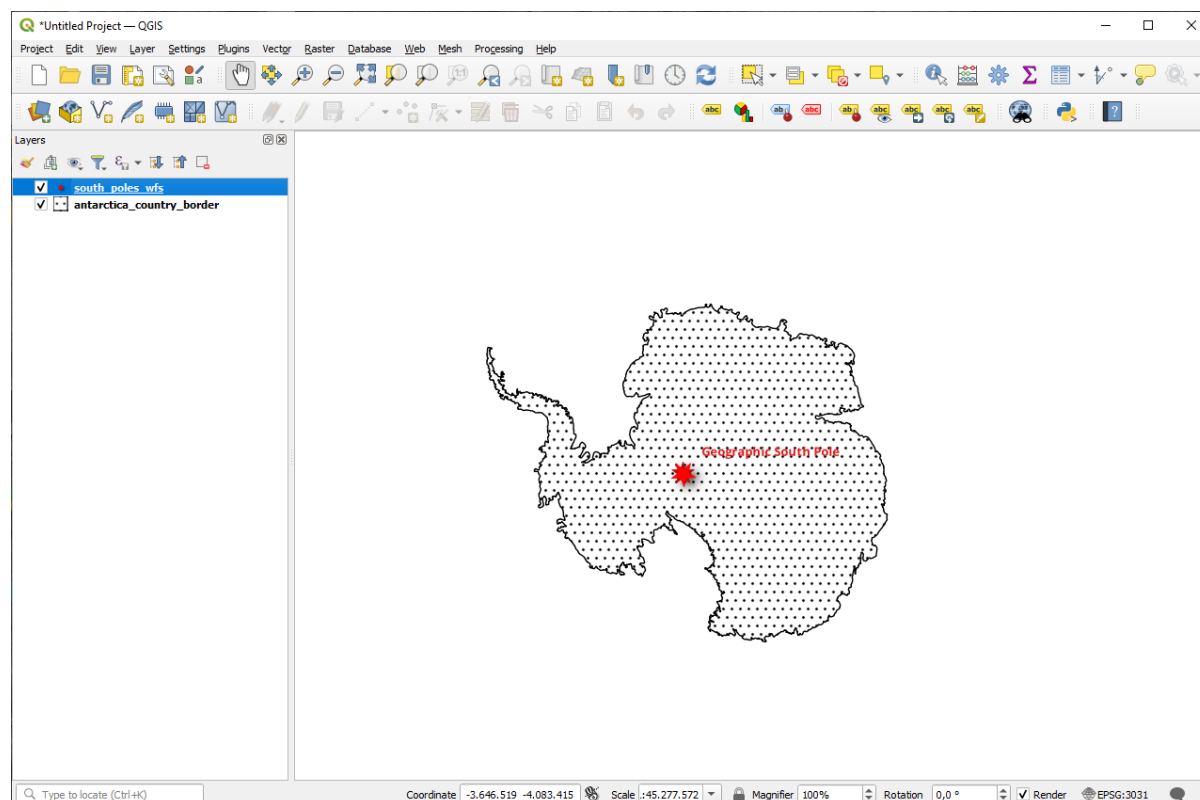 *Untitled Project — QGIS
Project Edit View Layer Settings Plugins Vector Raster Database Web Mesh Processing Help
Layers
south_poles_wfs
antarctica_country_border
Geographic South Pole
Type to locate (Ctrl+K) Coordinate -3.646.519 -4.083.415 Scale .:45.277.572 Magnifier 100% Rotation 0,0 ° Render EPSG:3031